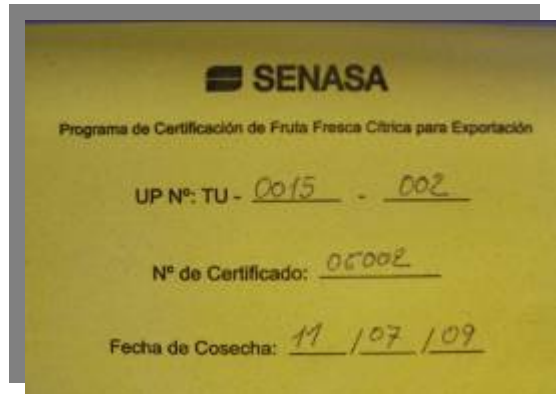 SENASA
Programa de Certificación de Fruta Fresca Cítrica para Exportación
UP Nº: TU - 0015 - 002
Nº de Certificado: 06002
Fecha de Cosecha: 11 / 07 / 09